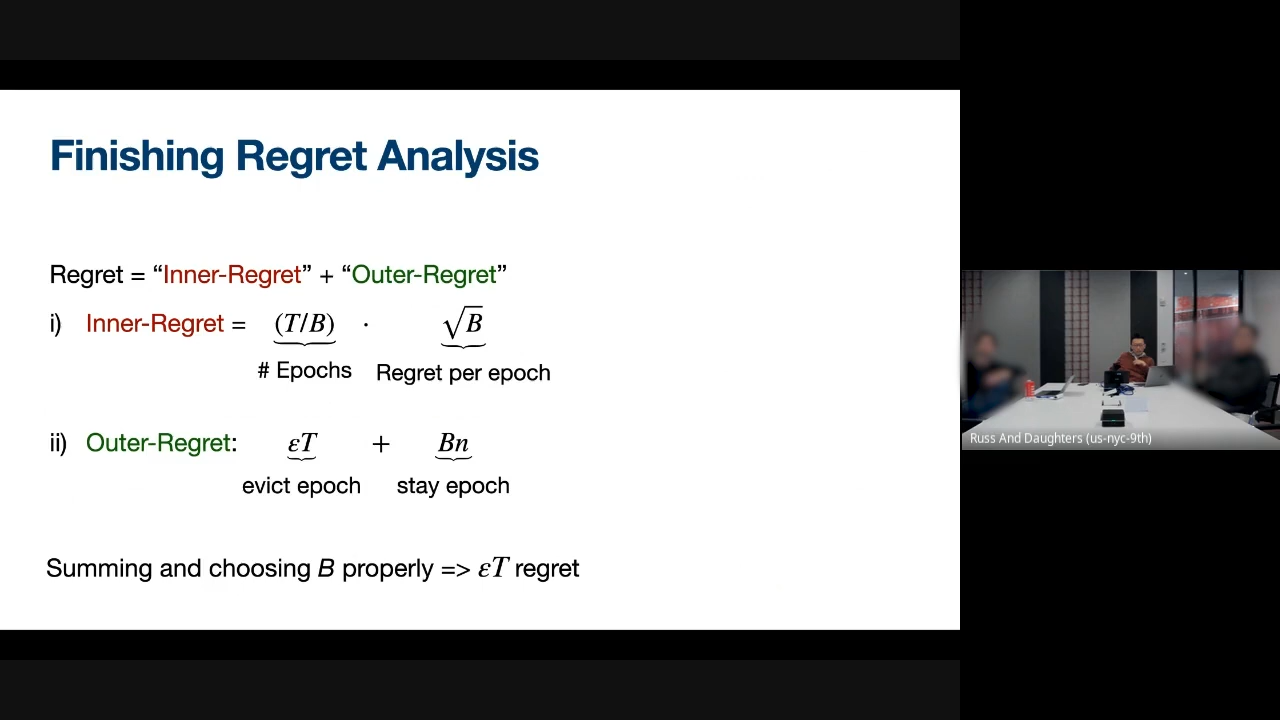 Finishing Regret Analysis
Regret = “Inner-Regret” + “Outer-Regret”
i) Inner-Regret = (T/B) · √B
# Epochs Regret per epoch
ii) Outer-Regret: ϵT + Bn
evict epoch stay epoch
Summing and choosing B properly => ϵT regret
Russ And Daughters (us-nyc-9th)